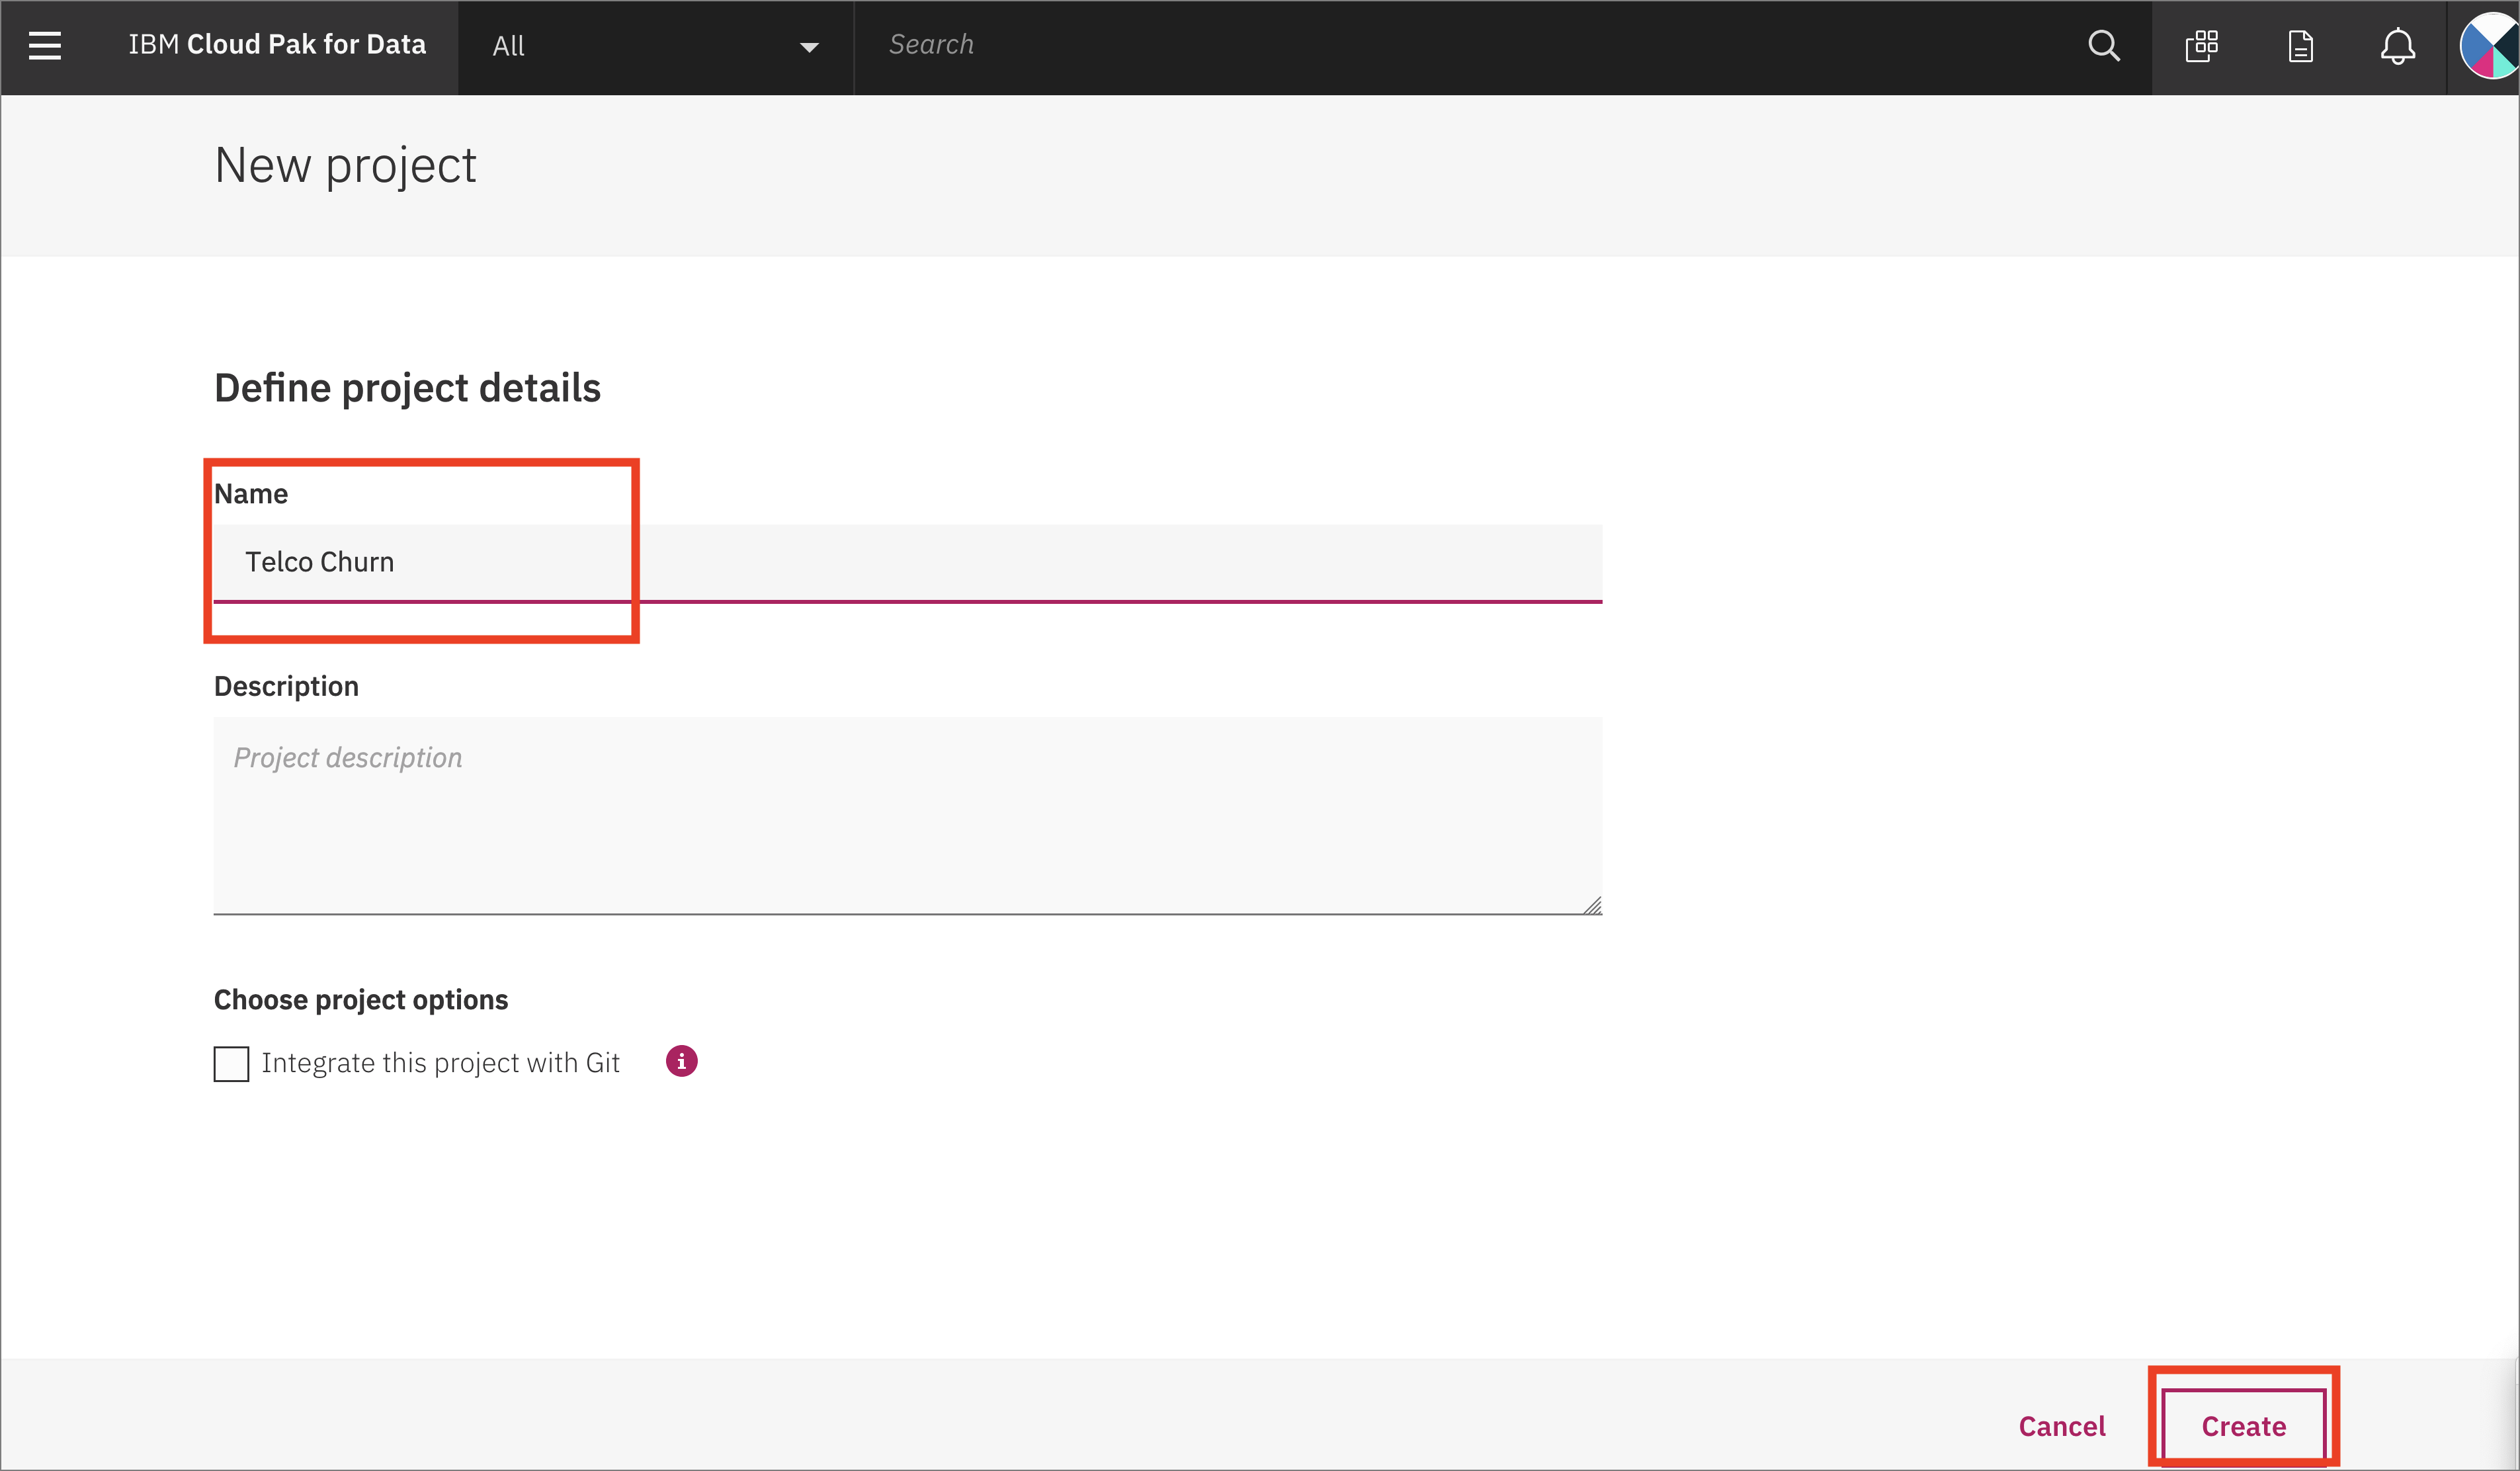 IBM Cloud Pak for Data
All
Search
New project
Define project details
Name
Telco Churn
Description
Project description
Choose project options
Integrate this project with Git
Cancel
Create